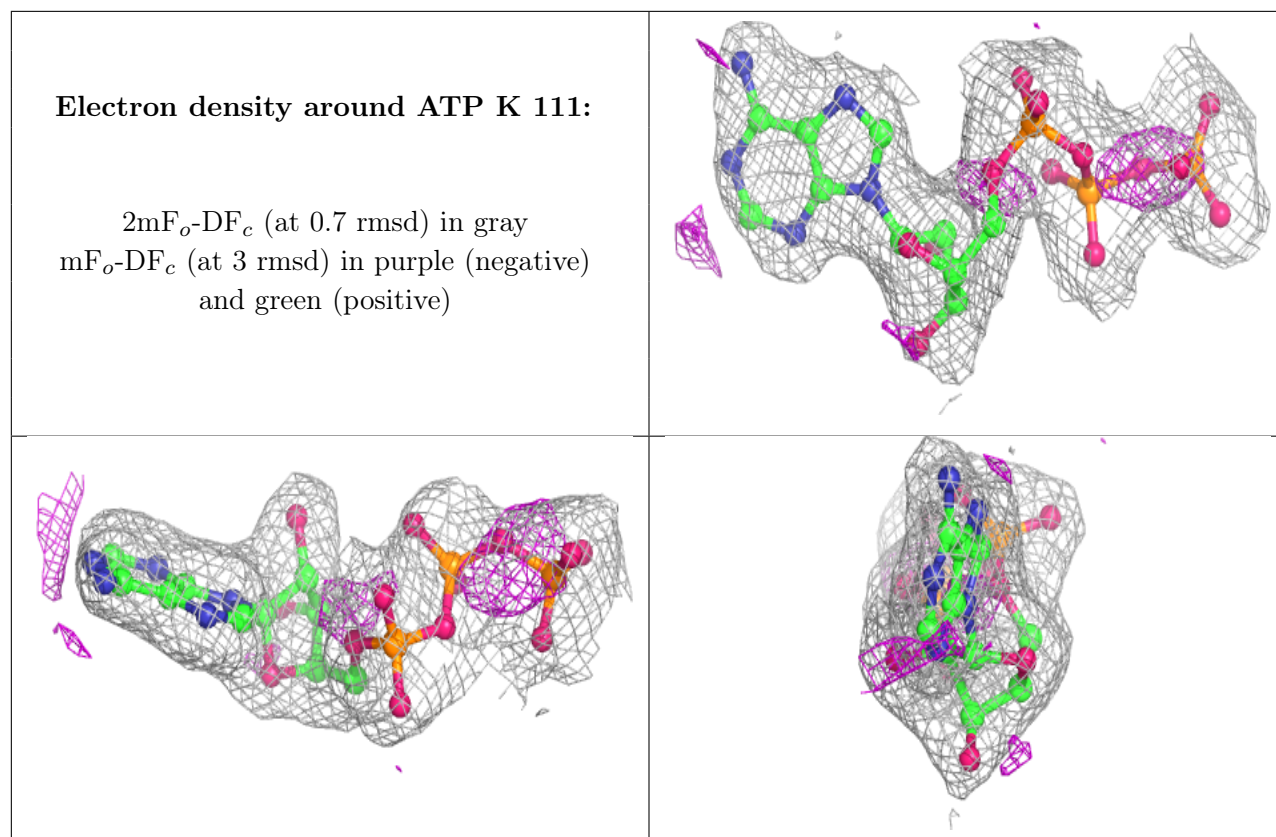 Electron density around ATP K 111:
2mFo-DFc (at 0.7 rmsd) in gray
mFo-DFc (at 3 rmsd) in purple (negative)
and green (positive)